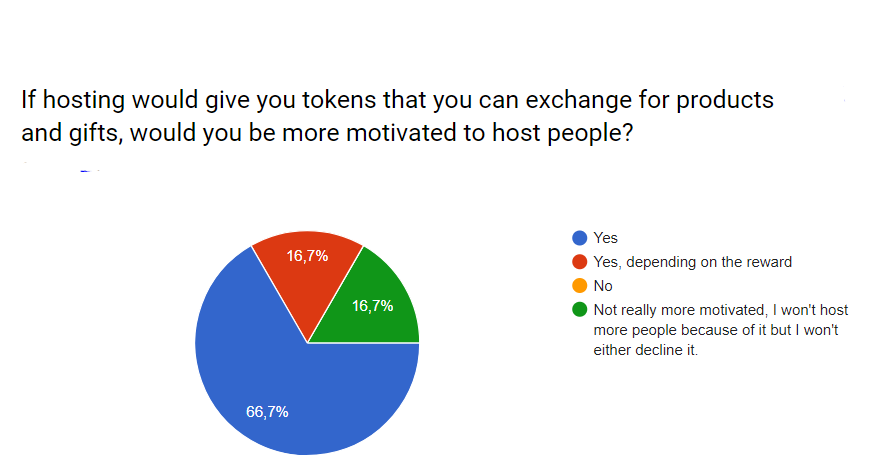 If hosting would give you tokens that you can exchange for products
and gifts, would you be more motivated to host people?
Yes
Yes, depending on the reward
No
Not really more motivated, I won't host
more people because of it but I won't
either decline it.
16,7%
16,7%
66,7%